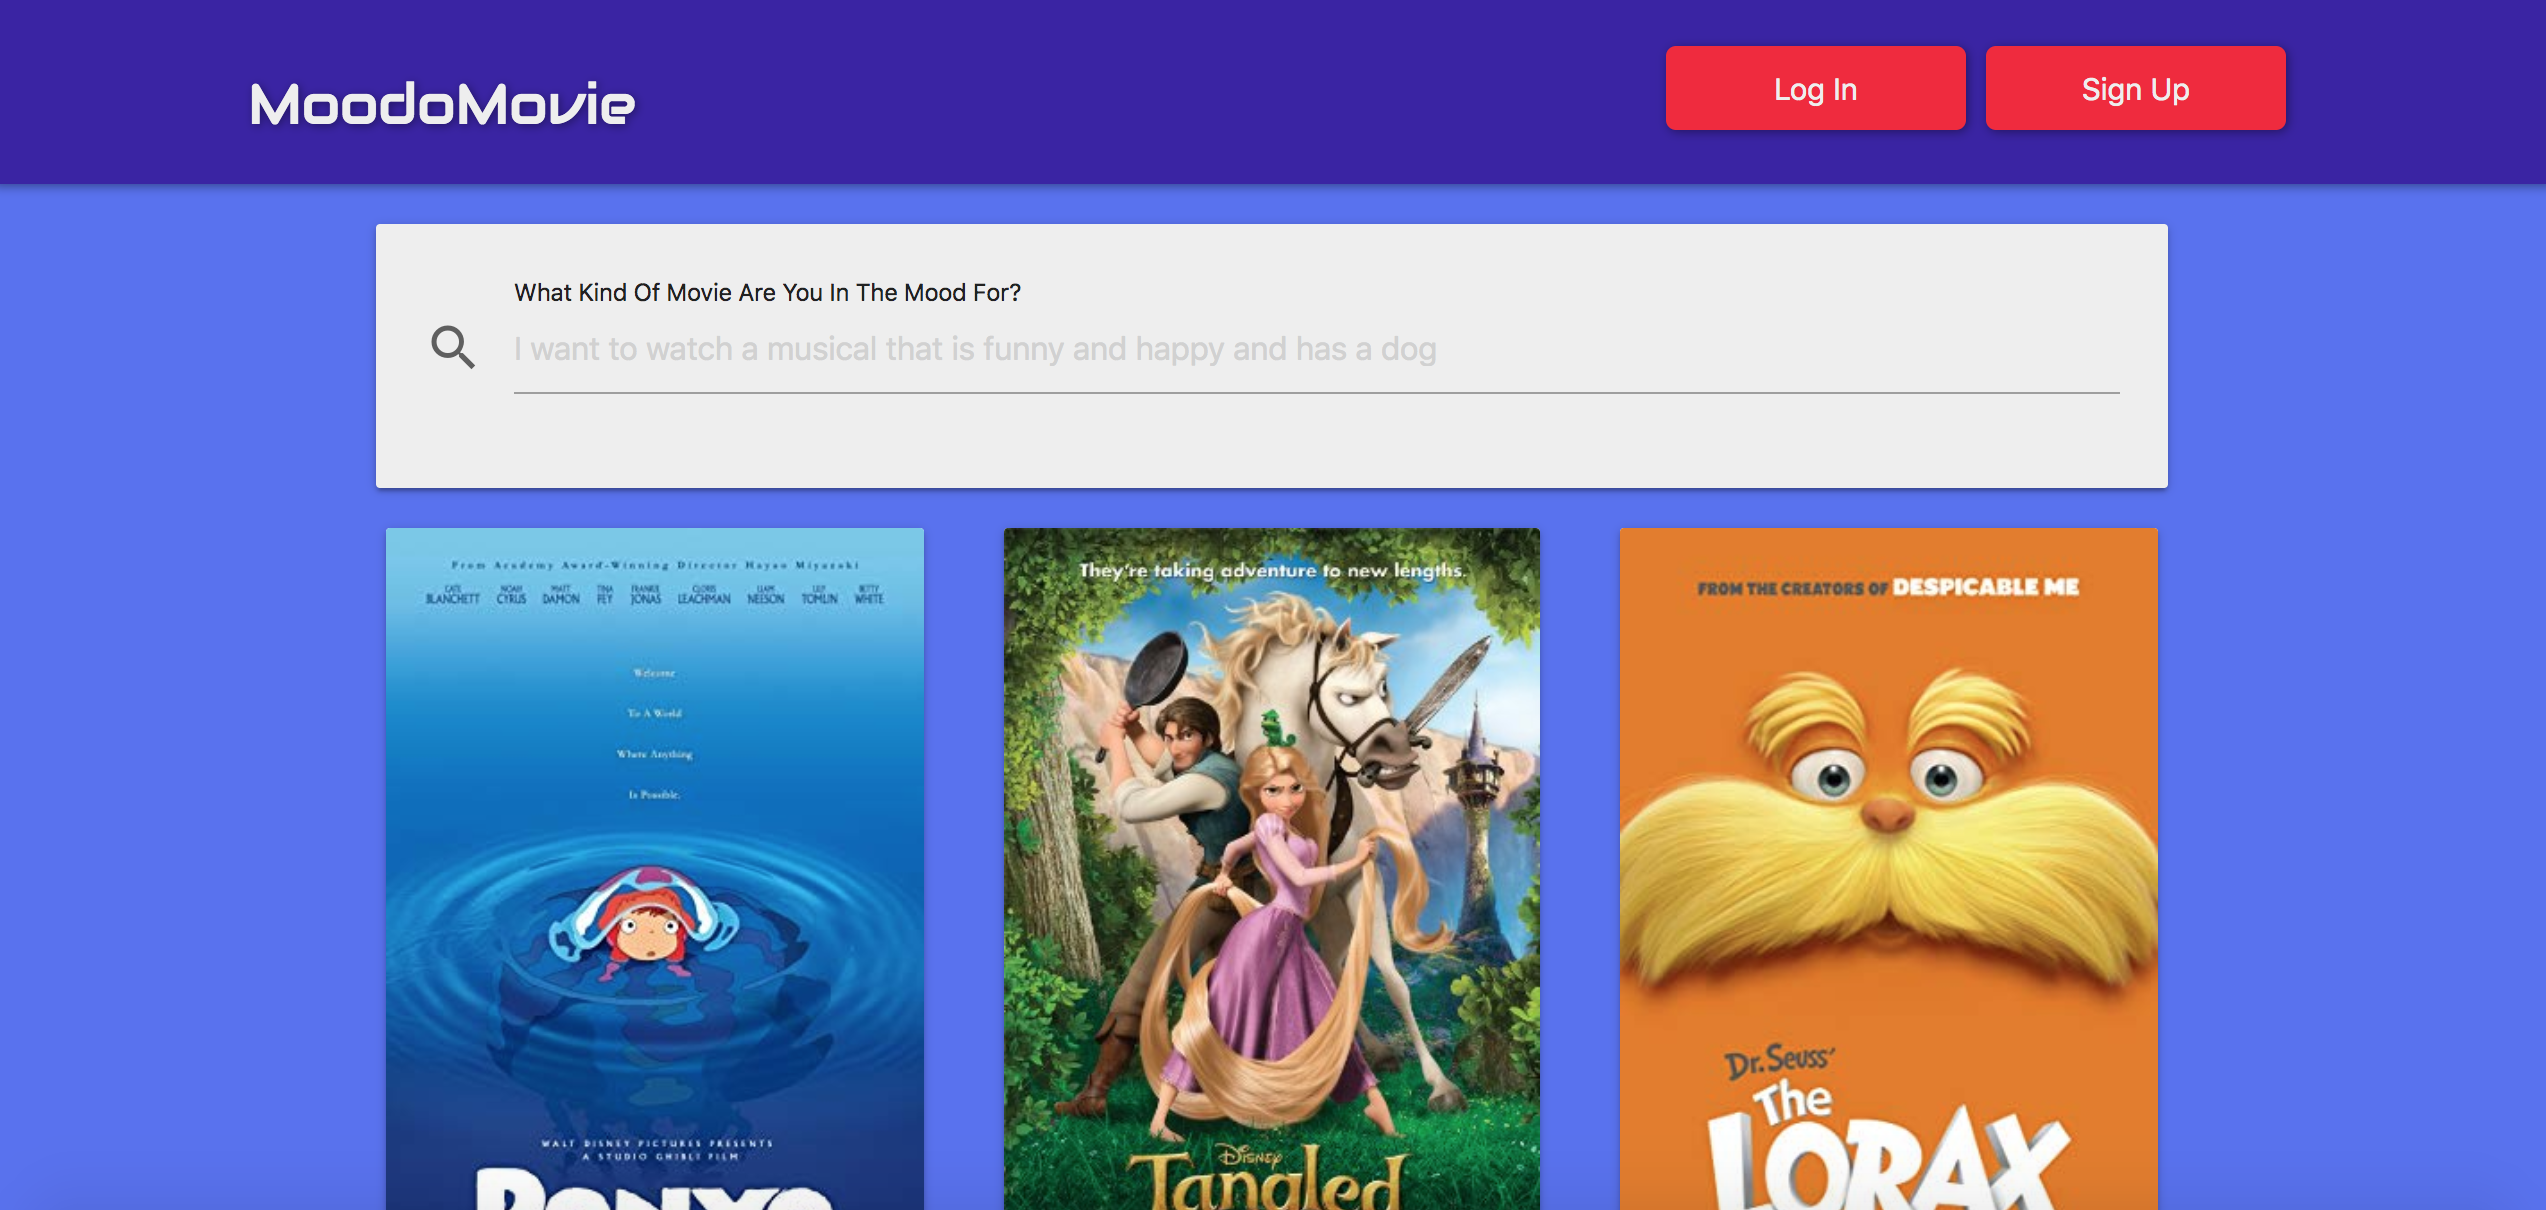 MoodoMovie
Log In
Sign Up
What Kind Of Movie Are You In The Mood For?
I want to watch a musical that is funny and happy and has a dog
From Academy Award-Winning Director Hayao Miyazaki
CATE BLANCHETT NOAH CYRUS MATT DAMON TINA FEY FRANKIE JONAS CLORIS LEACHMAN LIAM NEESON LILY TOMLIN BETTY WHITE
Welcome
To A World
Where Anything
Is Possible.
WALT DISNEY PICTURES PRESENTS
A STUDIO GHIBLI FILM
PONYO
They're taking adventure to new lengths.
DISNEY
Tangled
FROM THE CREATORS OF DESPICABLE ME
Dr. Seuss'
The
LORAX